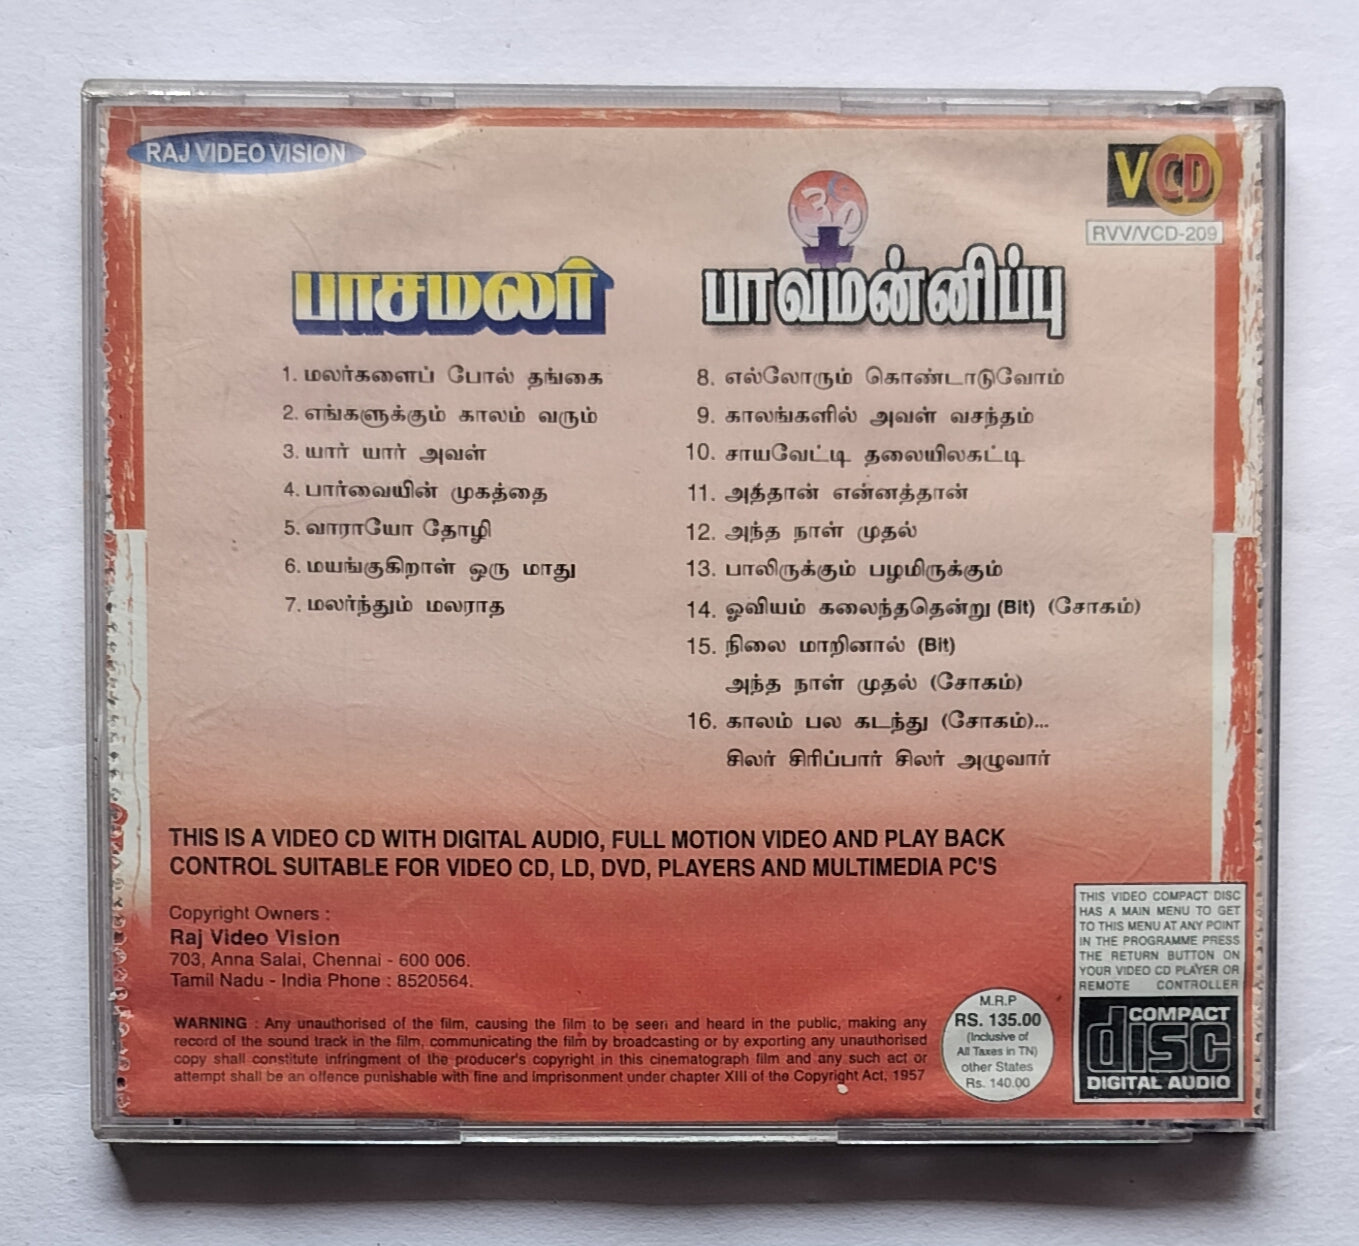 RAJ VIDEO VISION
VCD
RVV/VCD-209
பாசமலர்
1. மலர்களைப் போல் தங்கை
2. எங்களுக்கும் காலம் வரும்
3. யார் யார் அவள்
4. பார்வையின் முகத்தை
5. வாராயோ தோழி
6. மயங்குகிறாள் ஒரு மாது
7. மலர்ந்தும் மலராத
பாவமன்னிப்பு
8. எல்லோரும் கொண்டாடுவோம்
9. காலங்களில் அவள் வசந்தம்
10. சாயவேட்டி தலையிலகட்டி
11. அத்தான் என்னத்தான்
12. அந்த நாள் முதல்
13. பாலிருக்கும் பழமிருக்கும்
14. ஓவியம் கலைந்ததென்று (Bit) (சோகம்)
15. நிலை மாறினால் (Bit)
அந்த நாள் முதல் (சோகம்)
16. காலம் பல கடந்து (சோகம்)...
சிலர் சிரிப்பார் சிலர் அழுவார்
THIS IS A VIDEO CD WITH DIGITAL AUDIO, FULL MOTION VIDEO AND PLAY BACK
CONTROL SUITABLE FOR VIDEO CD, LD, DVD, PLAYERS AND MULTIMEDIA PC'S
Copyright Owners :
Raj Video Vision
703, Anna Salai, Chennai - 600 006.
Tamil Nadu - India Phone : 8520564.
WARNING : Any unauthorised of the film, causing the film to be seen and heard in the public, making any
record of the sound track in the film, communicating the film by broadcasting or by exporting any unauthorised
copy shall constitute infringment of the producer's copyright in this cinematograph film and any such act or
attempt shall be an offence punishable with fine and imprisonment under chapter XIII of the Copyright Act, 1957
M.R.P
RS. 135.00
(Inclusive of
All Taxes in TN)
other States
Rs. 140.00
THIS VIDEO COMPACT DISC
HAS A MAIN MENU TO GET
TO THIS MENU AT ANY POINT
IN THE PROGRAMME PRESS
THE RETURN BUTTON ON
YOUR VIDEO CD PLAYER OR
REMOTE CONTROLLER
COMPACT
disc
DIGITAL AUDIO